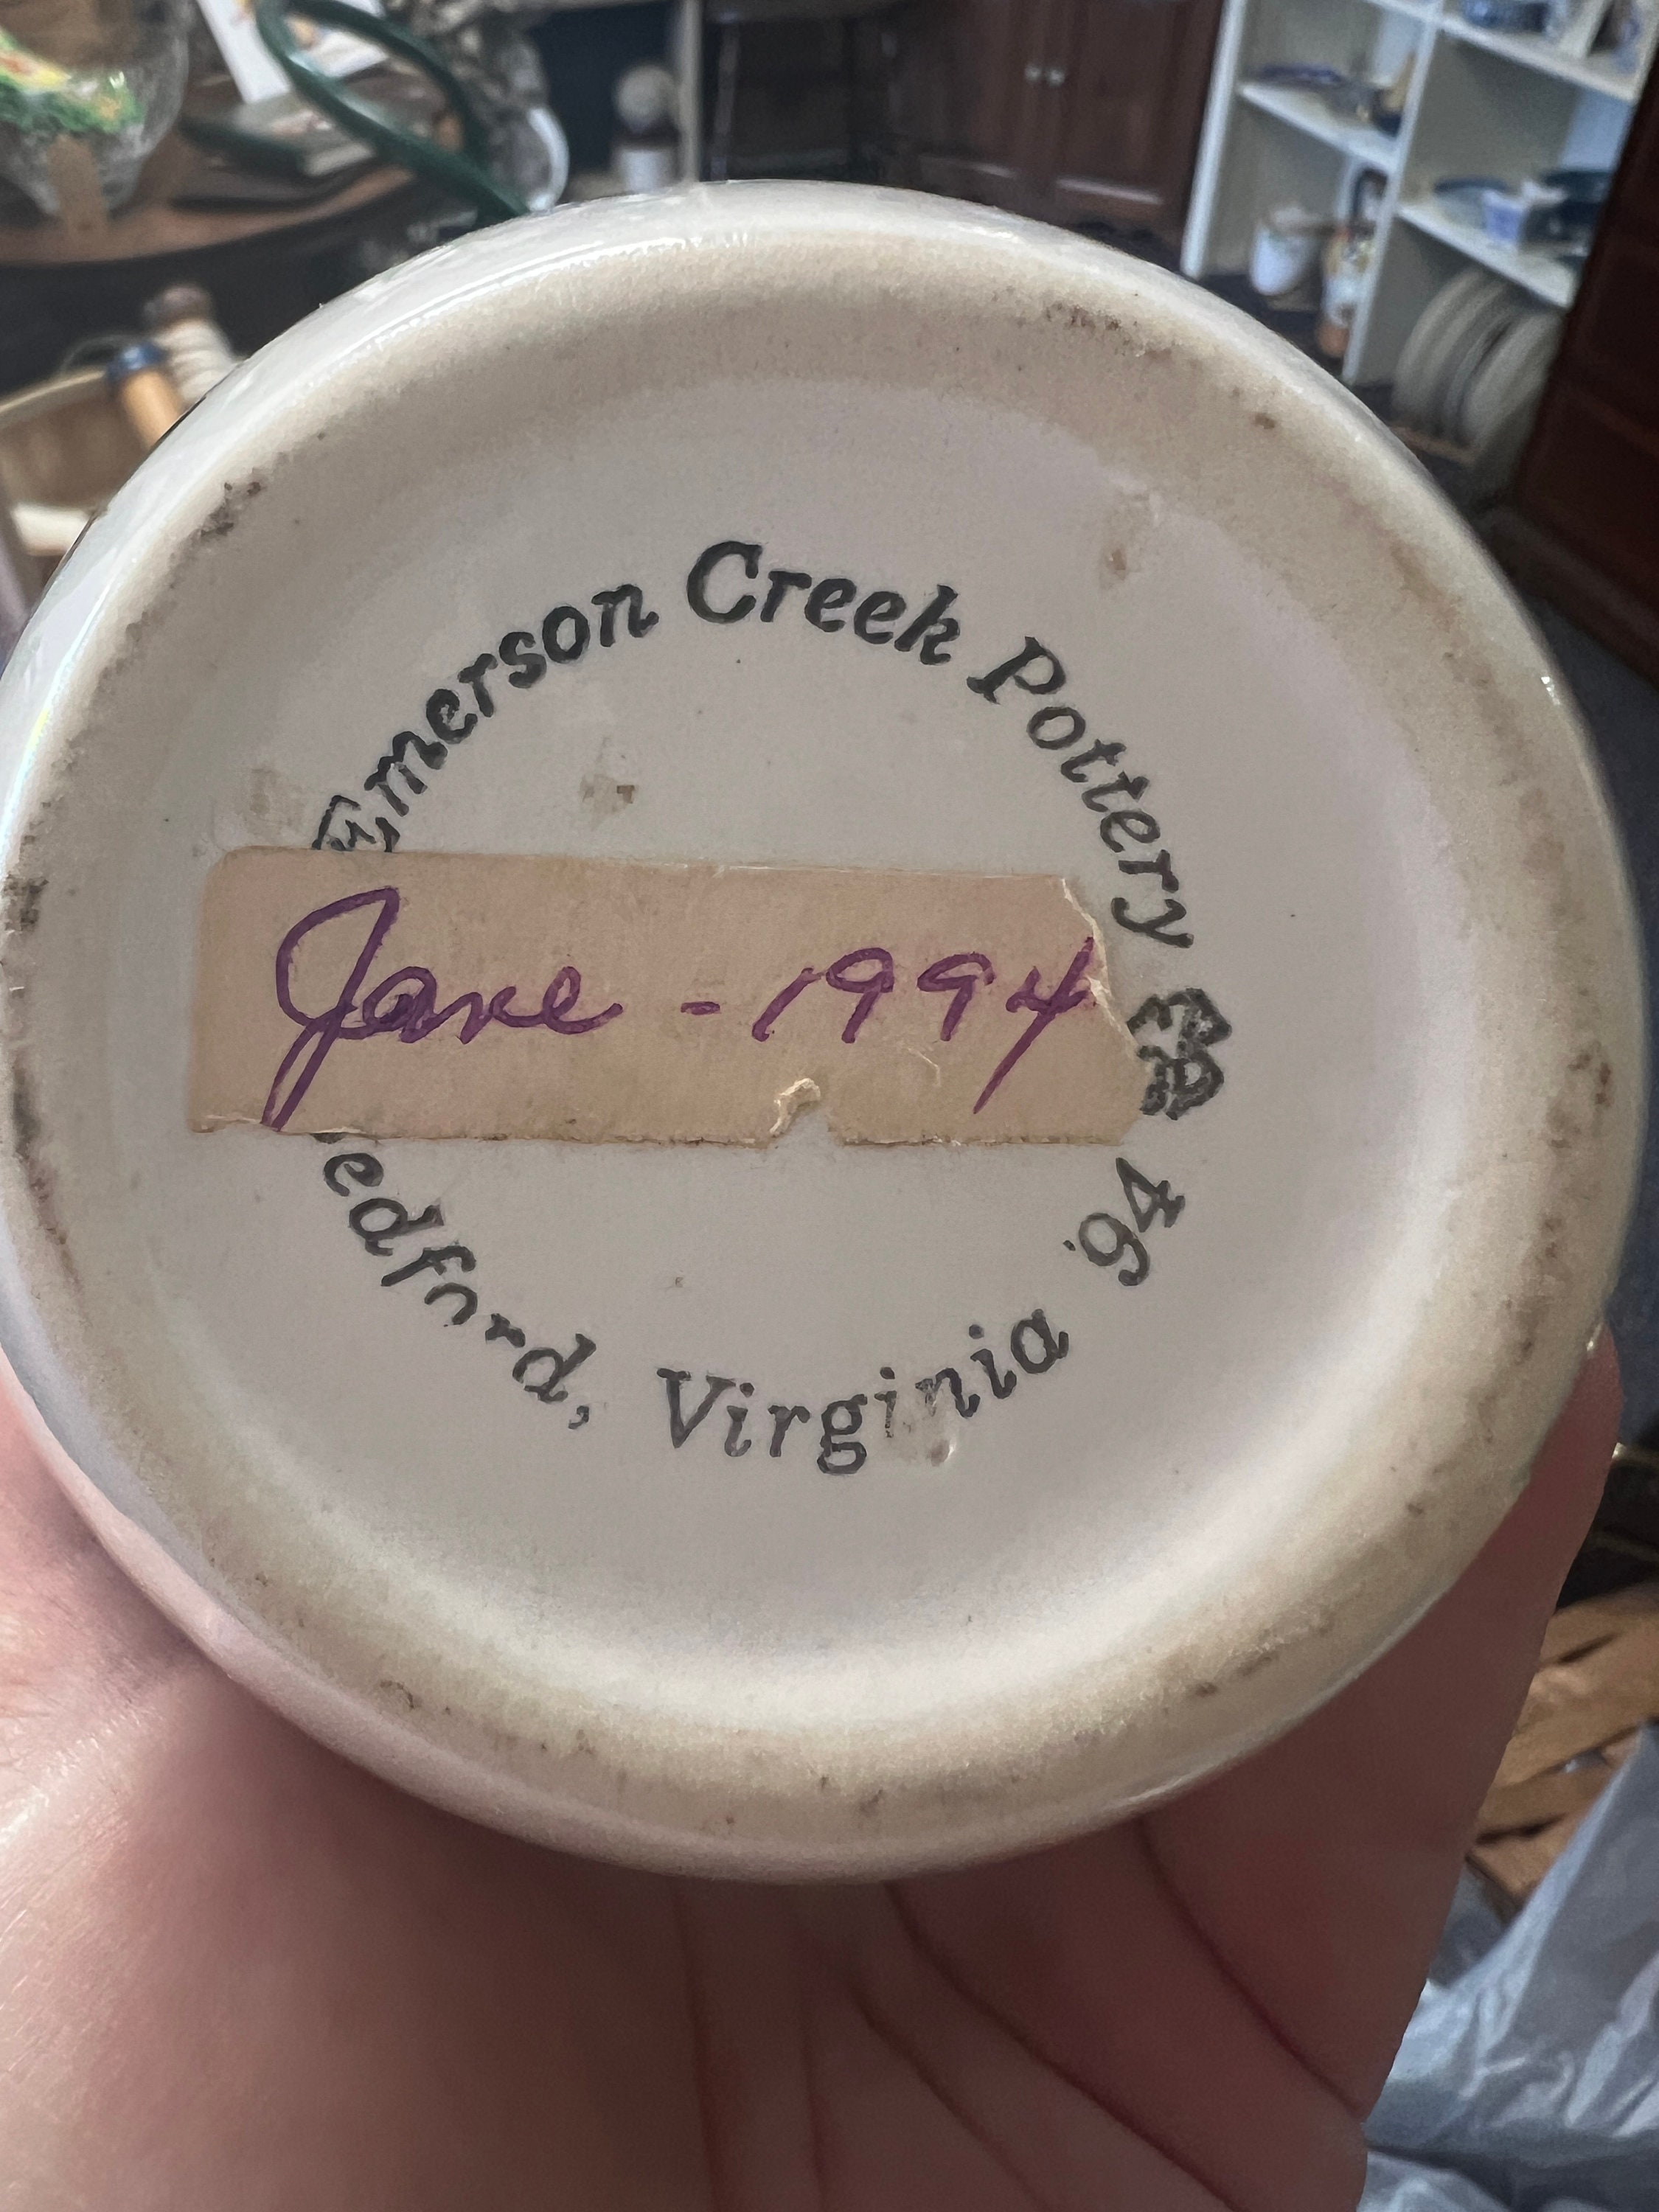 Emerson Creek Pottery
Jane - 1994
edford, Virginia 94